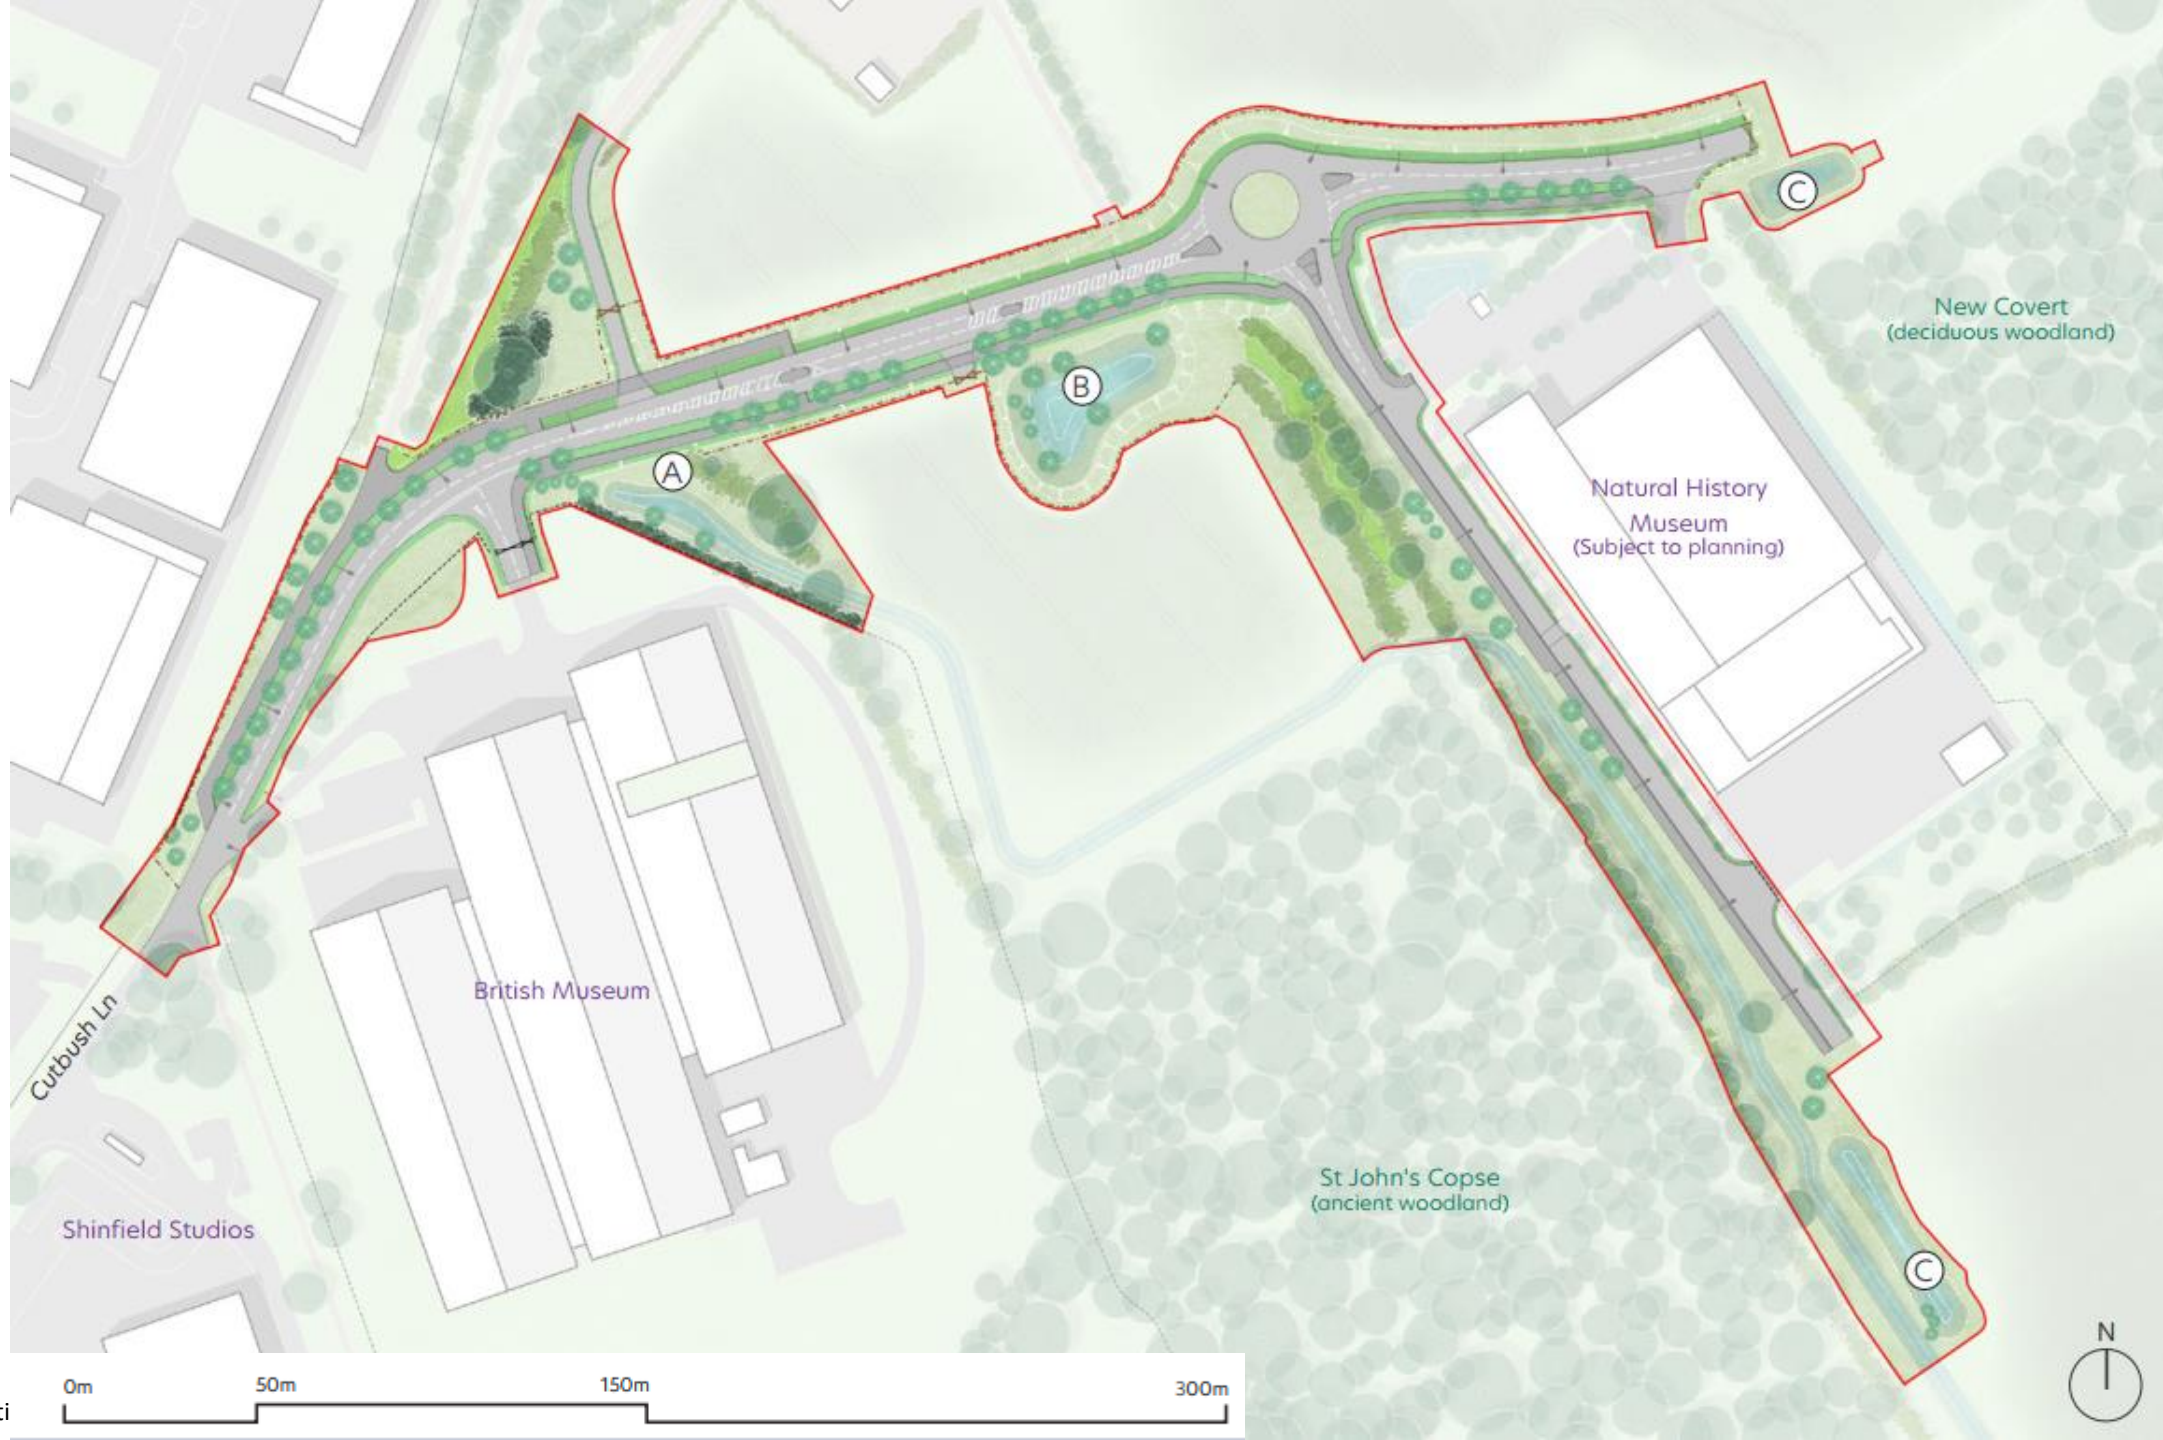 C
New Covert
(deciduous woodland)
B
A
Natural History
Museum
(Subject to planning)
British Museum
Cutbush Ln
St John's Copse
(ancient woodland)
Shinfield Studios
C
N
0m 50m 150m 300m
ti